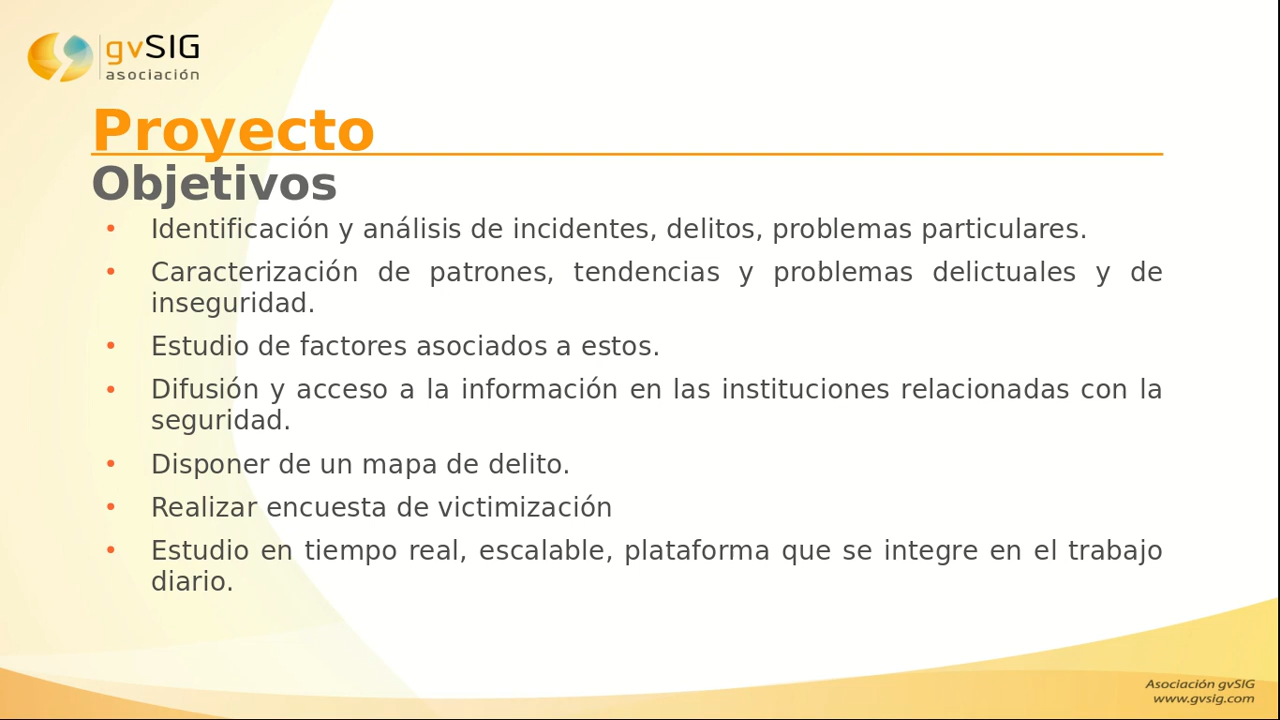 gvSIG
asociación
Proyecto
Objetivos
• Identificación y análisis de incidentes, delitos, problemas particulares.
• Caracterización de patrones, tendencias y problemas delictuales y de
inseguridad.
• Estudio de factores asociados a estos.
• Difusión y acceso a la información en las instituciones relacionadas con la
seguridad.
• Disponer de un mapa de delito.
• Realizar encuesta de victimización
• Estudio en tiempo real, escalable, plataforma que se integre en el trabajo
diario.
Asociación gvSIG
www.gvsig.com